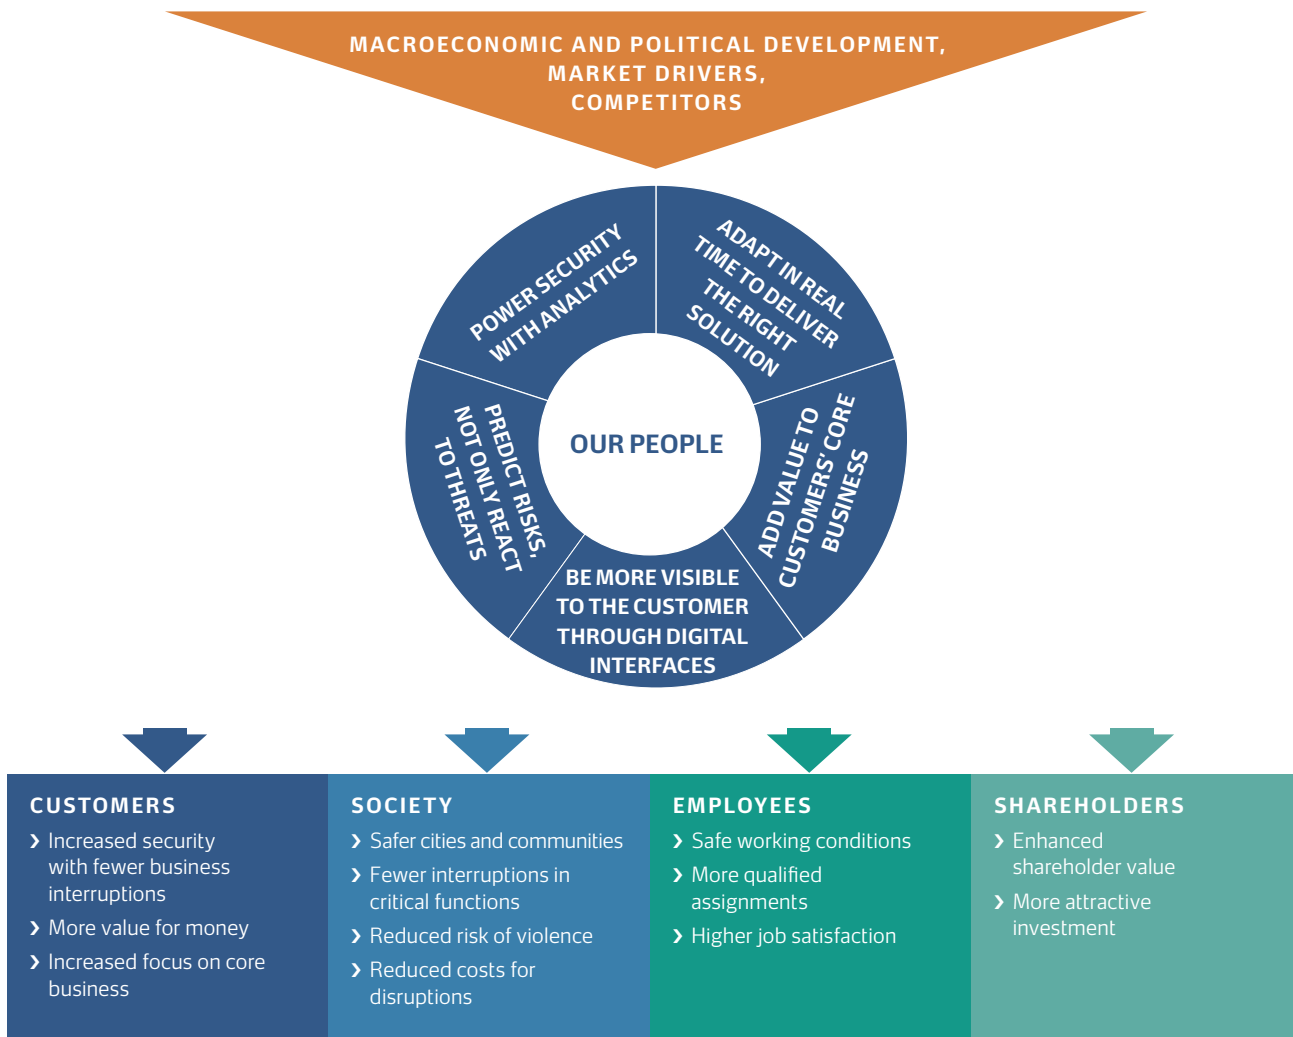 MACROECONOMIC AND POLITICAL DEVELOPMENT,
MARKET DRIVERS,
COMPETITORS
POWER SECURITY
WITH ANALYTICS
ADAPT IN REAL
TIME TO DELIVER
THE RIGHT
SOLUTION
PREDICT RISKS,
NOT ONLY REACT
TO THREATS
OUR PEOPLE
ADD VALUE TO
CUSTOMERS’ CORE
BUSINESS
BE MORE VISIBLE
TO THE CUSTOMER
THROUGH DIGITAL
INTERFACES
CUSTOMERS
› Increased security
with fewer business
interruptions
› More value for money
› Increased focus on core
business
SOCIETY
› Safer cities and communities
› Fewer interruptions in
critical functions
› Reduced risk of violence
› Reduced costs for
disruptions
EMPLOYEES
› Safe working conditions
› More qualified
assignments
› Higher job satisfaction
SHAREHOLDERS
› Enhanced
shareholder value
› More attractive
investment